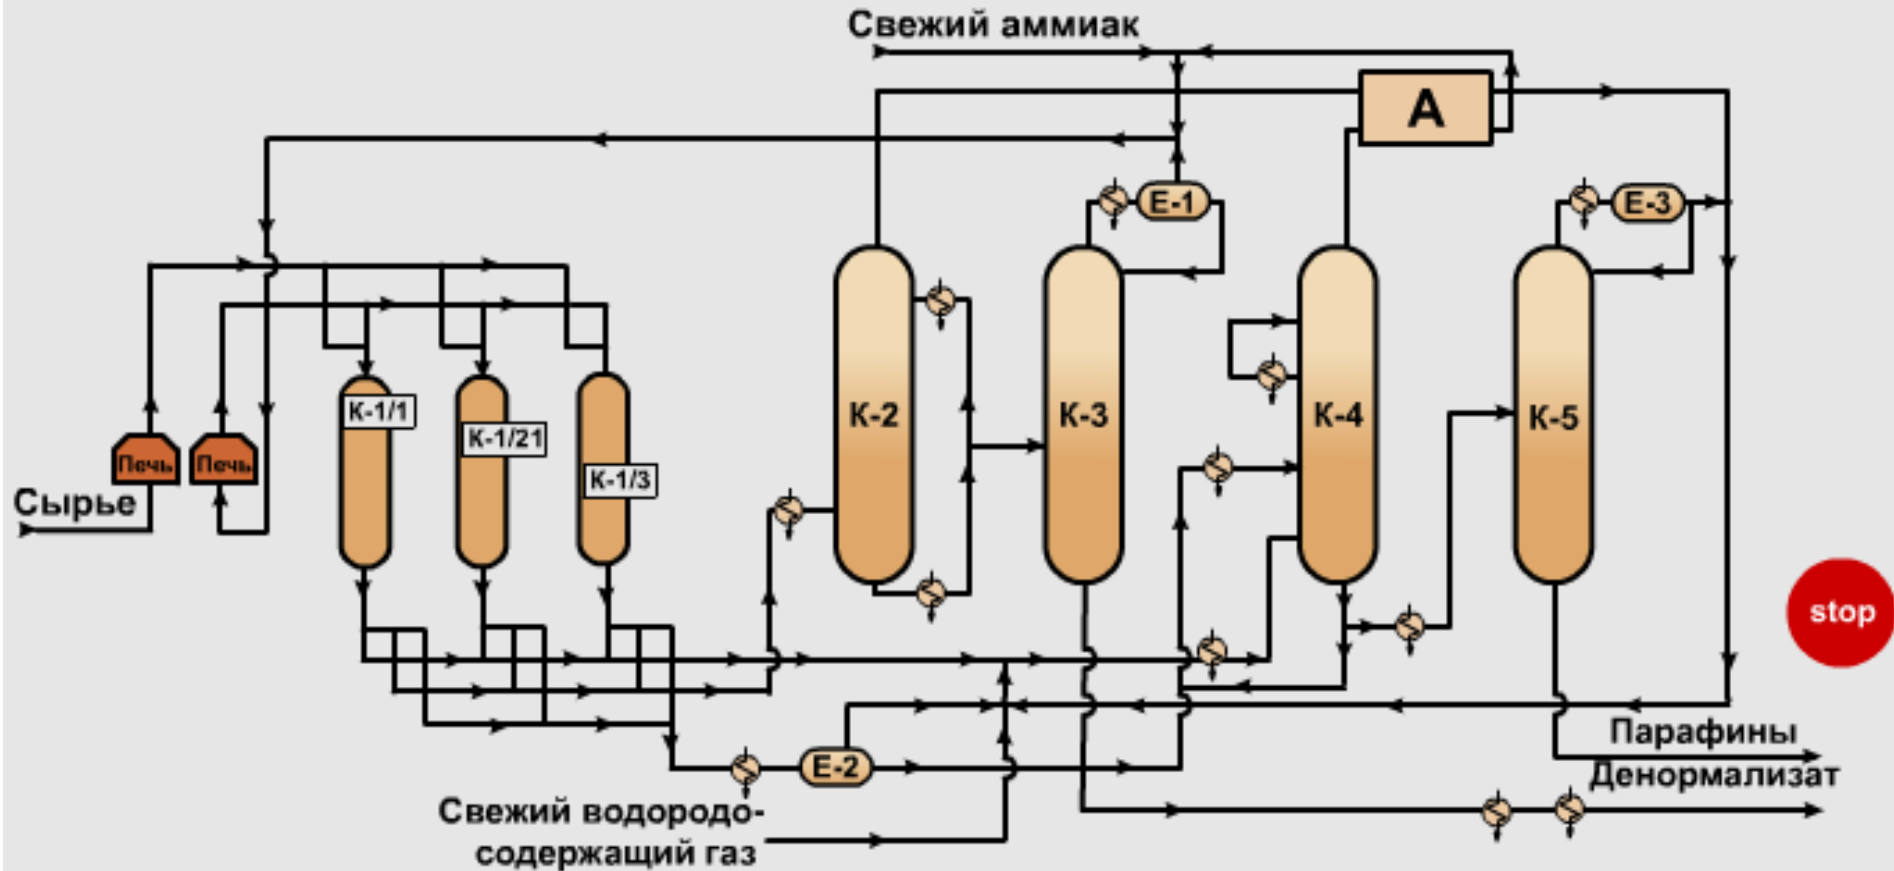 Свежий аммиак
А
Е-1
Е-3
К-1/1
К-2
К-3
К-4
К-5
К-1/21
Печь
Печь
К-1/3
Сырье
stop
Парафины
Е-2
Денормализат
Свежий водородо-
содержащий газ